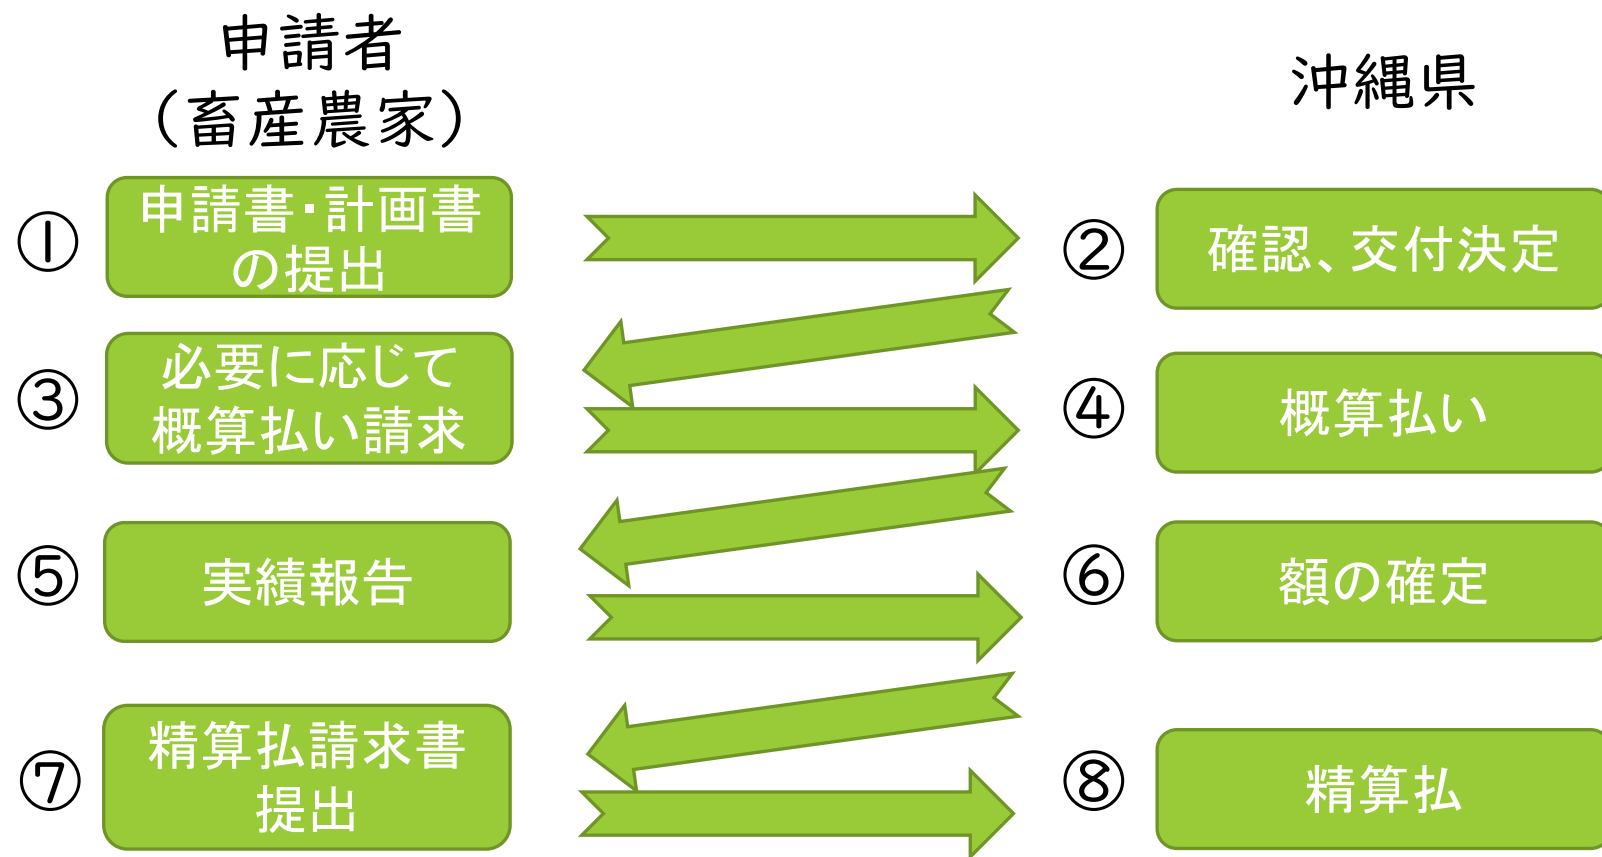 申請者
（畜産農家）
沖縄県
①
申請書・計画書
の提出
②
確認、交付決定
③
必要に応じて
概算払い請求
④
概算払い
⑤
実績報告
⑥
額の確定
⑦
精算払請求書
提出
⑧
精算払